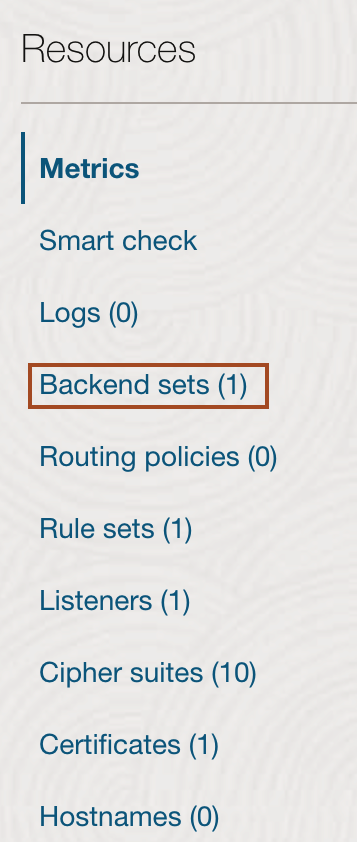 Resources
Metrics
Smart check
Logs (0)
Backend sets (1)
Routing policies (0)
Rule sets (1)
Listeners (1)
Cipher suites (10)
Certificates (1)
Hostnames (0)